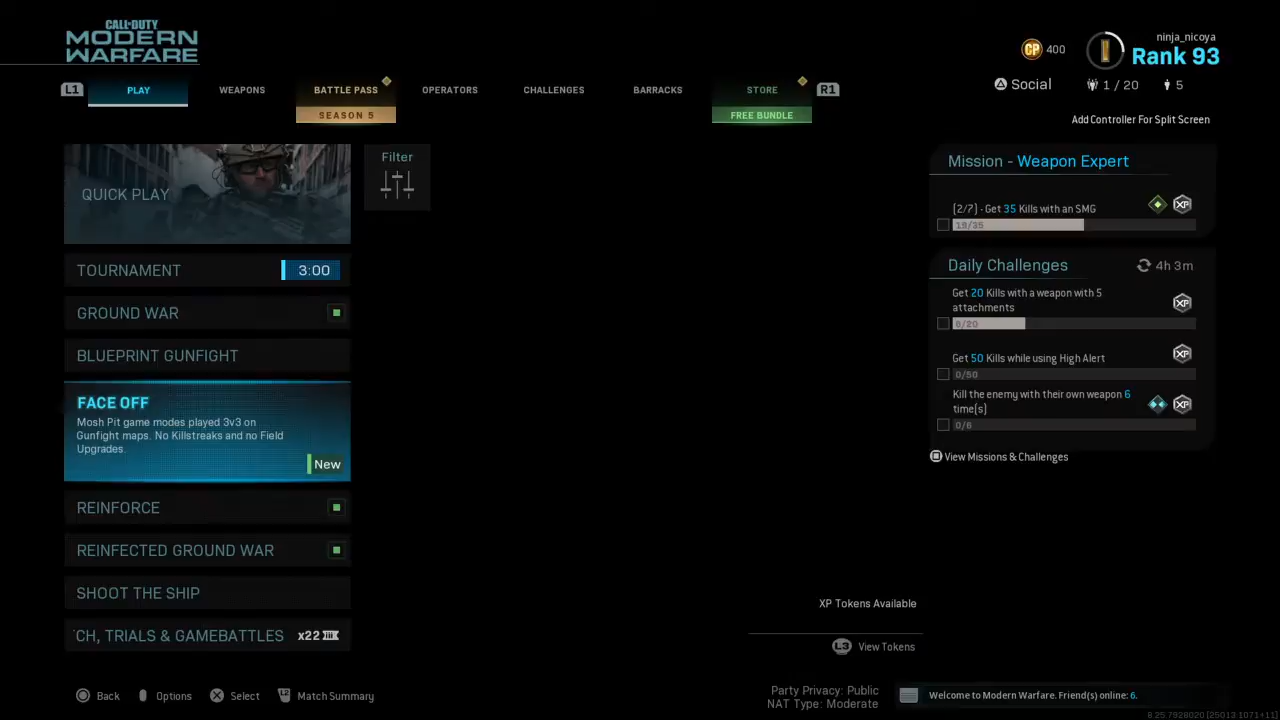 CALL OF DUTY
MODERN
WARFARE
CP 400
ninja_nicoya
Rank 93
Social
1 / 20
5
Add Controller For Split Screen
L1
PLAY
WEAPONS
BATTLE PASS
SEASON 5
OPERATORS
CHALLENGES
BARRACKS
STORE
FREE BUNDLE
R1
QUICK PLAY
Filter
TOURNAMENT
3:00
GROUND WAR
BLUEPRINT GUNFIGHT
FACE OFF
Mosh Pit game modes played 3v3 on
Gunfight maps. No Killstreaks and no Field
Upgrades.
New
REINFORCE
REINFECTED GROUND WAR
SHOOT THE SHIP
CH, TRIALS & GAMEBATTLES x22
Mission - Weapon Expert
(2/7) - Get 35 Kills with an SMG
XP
19/35
Daily Challenges
4h 3m
Get 20 Kills with a weapon with 5
attachments
XP
6/20
Get 50 Kills while using High Alert
XP
0/50
Kill the enemy with their own weapon 6
time(s)
XP
0/6
View Missions & Challenges
XP Tokens Available
L3 View Tokens
Back
Options
Select
L2 Match Summary
Party Privacy: Public
NAT Type: Moderate
Welcome to Modern Warfare. Friend(s) online: 6.